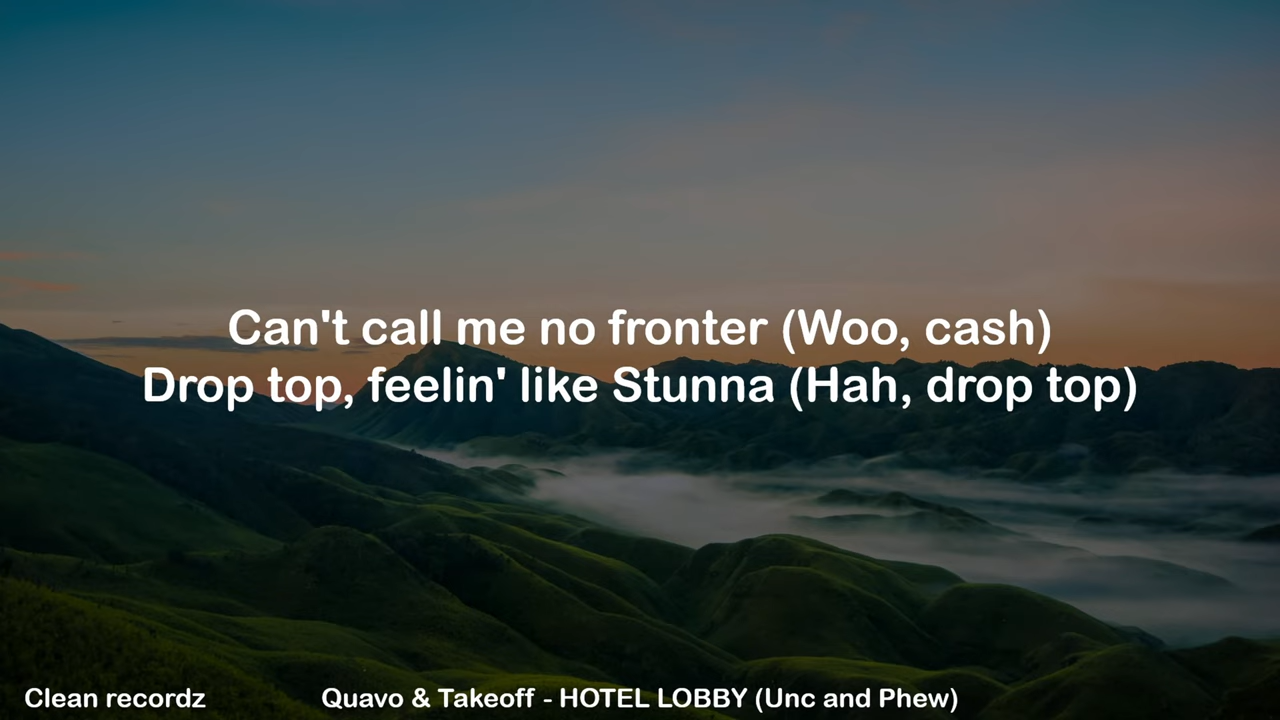 Can't call me no fronter (Woo, cash)
Drop top, feelin' like Stunna (Hah, drop top)
Clean recordz
Quavo & Takeoff - HOTEL LOBBY (Unc and Phew)